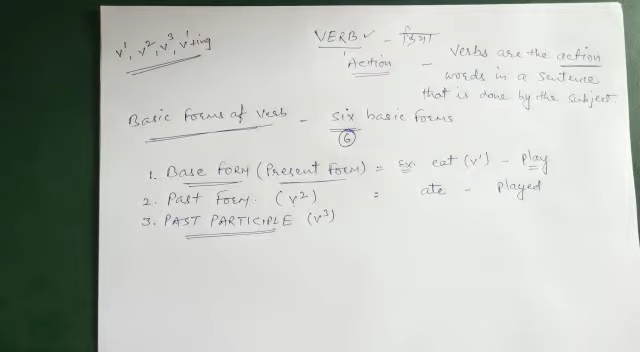 V¹, V², V³, V¹+ing
VERB ✓ - क्रिया
Action - Verbs are the action
words in a sentence
that is done by the subject.
Basic forms of verb - six basic forms
6
1. BASE FORM (Present Form) = Ex: eat (V¹) - Play
2. Past Form. (V²) = ate - Played
3. PAST PARTICIPLE (V³)